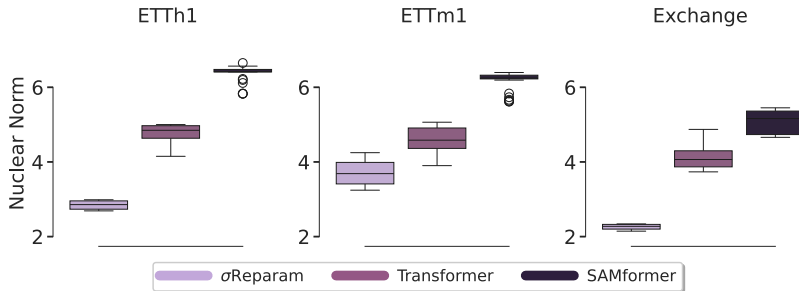 ETTh1 ETTm1 Exchange
Nuclear Norm
6 6 6
4 4 4
2 2 2
σReparam Transformer SAMformer